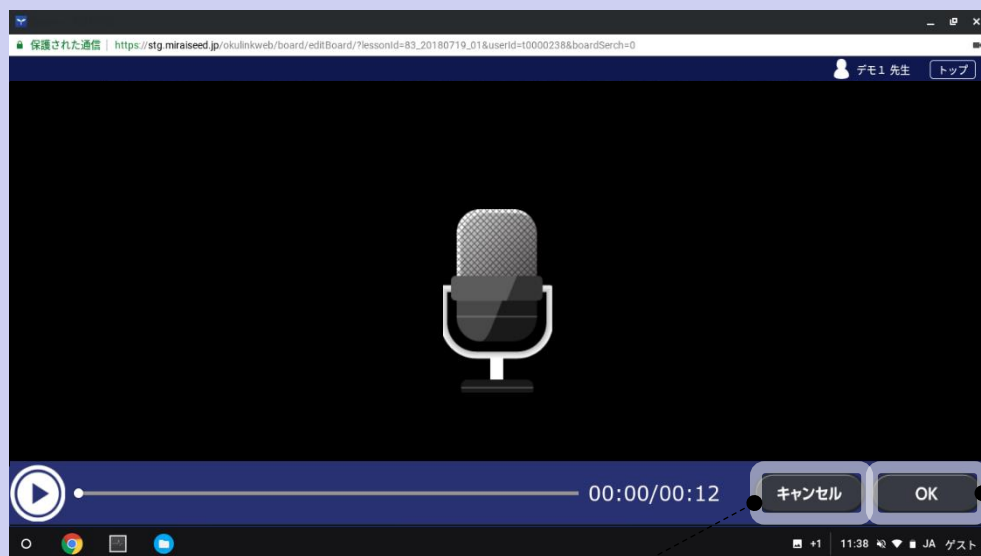 保護された通信 | https://stg.miraiseed.jp/okulinkweb/board/editBoard/?lessonId=83_20180719_01&userId=t0000238&boardSerch=0
デモ1 先生 トップ
00:00/00:12 キャンセル OK
+1 11:38 JA ゲスト